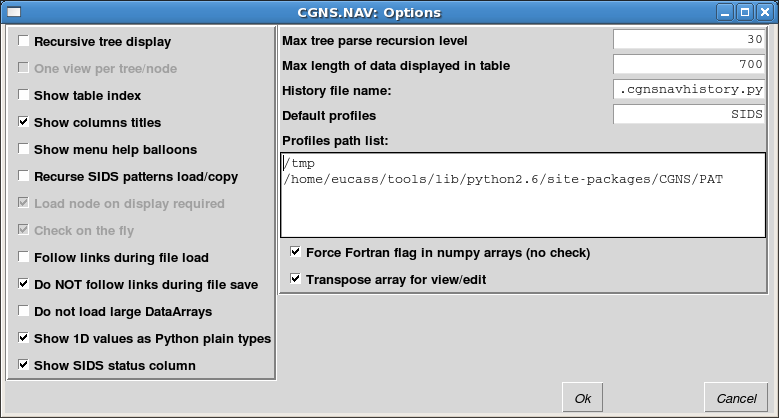 CGNS.NAV: Options
Recursive tree display
One view per tree/node
Show table index
Show columns titles
Show menu help balloons
Recurse SIDS patterns load/copy
Load node on display required
Check on the fly
Follow links during file load
Do NOT follow links during file save
Do not load large DataArrays
Show 1D values as Python plain types
Show SIDS status column
Max tree parse recursion level 30
Max length of data displayed in table 700
History file name: .cgnsnavhistory.py
Default profiles SIDS
Profiles path list:
/tmp
/home/eucass/tools/lib/python2.6/site-packages/CGNS/PAT
Force Fortran flag in numpy arrays (no check)
Transpose array for view/edit
Ok Cancel